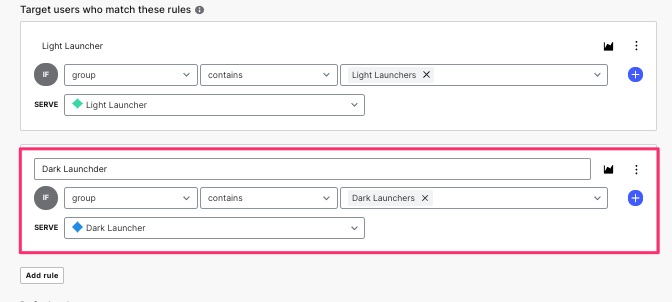 Target users who match these rules
Light Launcher
IF group contains Light Launchers
SERVE Light Launcher
Dark Launchder
IF group contains Dark Launchers
SERVE Dark Launcher
Add rule